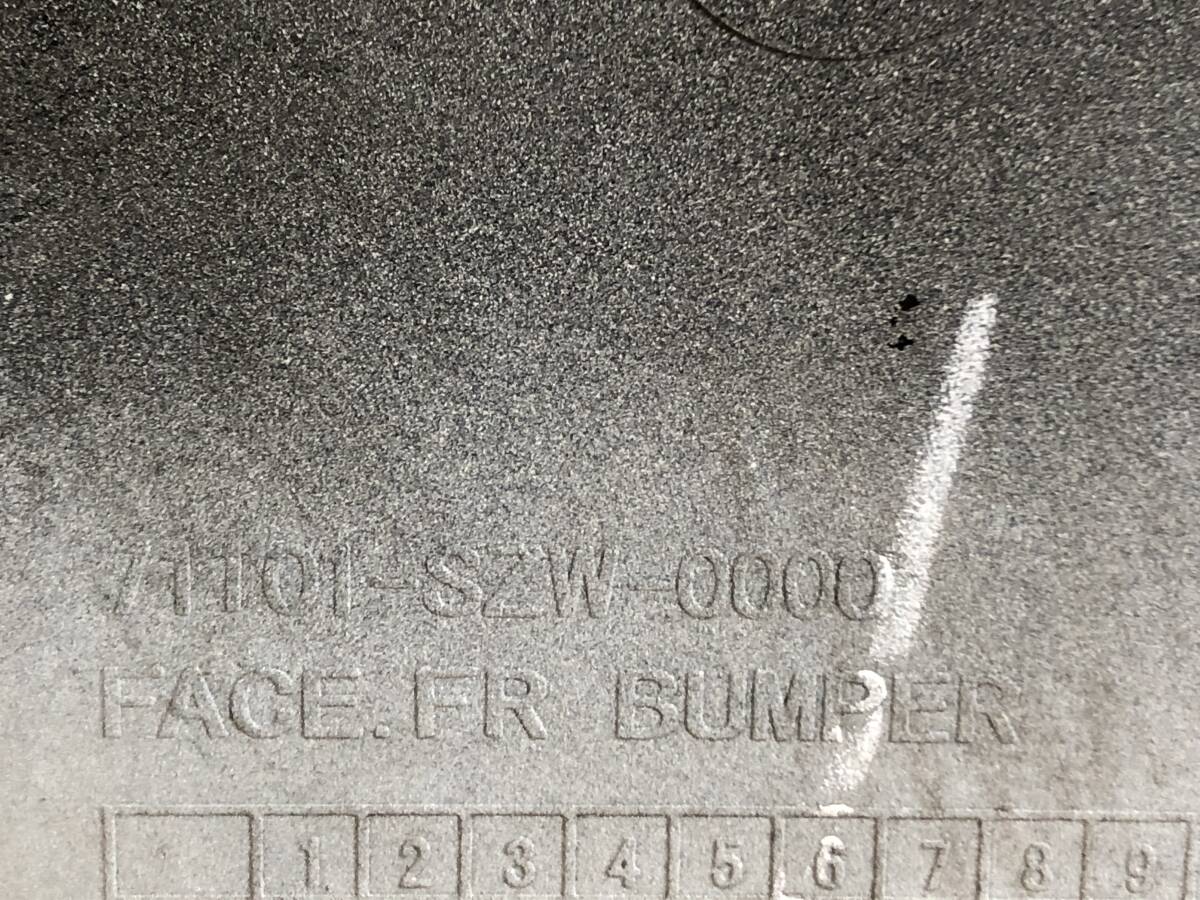 71101-SZW-0000
FACE.FR BUMPER
1 2 3 4 5 6 7 8 9